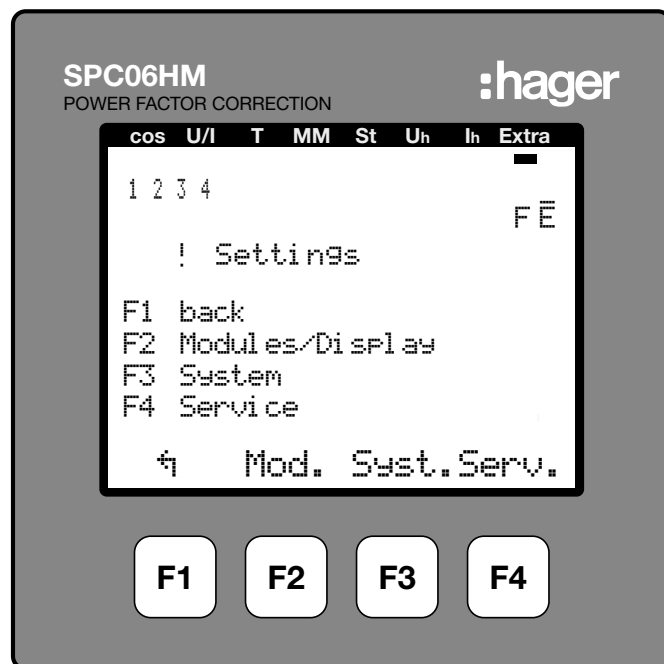 SPC06HM
:hager
POWER FACTOR CORRECTION
cos U/I T MM St Uh Ih Extra
1 2 3 4
F Ē
! Settings
F1 back
F2 Modules/Display
F3 System
F4 Service
↰ Mod. Syst. Serv.
F1 F2 F3 F4